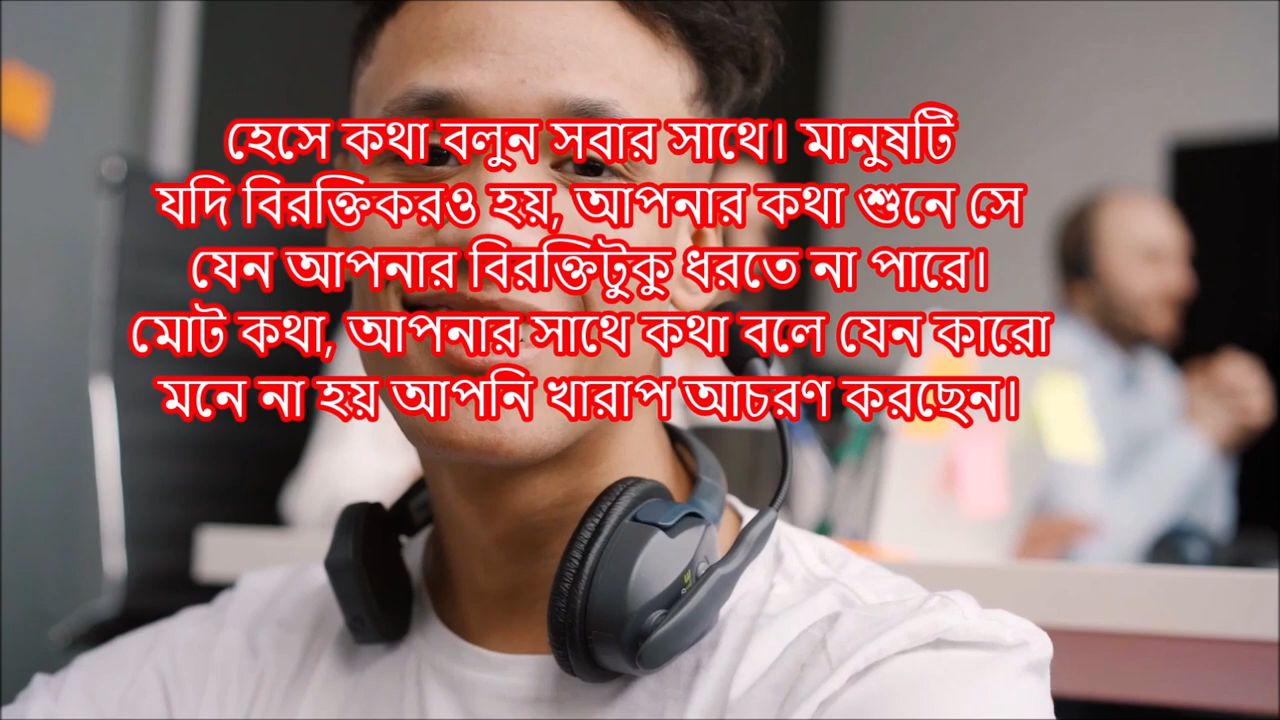 হেসে কথা বলুন সবার সাথে। মানুষটি
যদি বিরক্তিকরও হয়, আপনার কথা শুনে সে
যেন আপনার বিরক্তিটুকু ধরতে না পারে।
মোট কথা, আপনার সাথে কথা বলে যেন কারো
মনে না হয় আপনি খারাপ আচরণ করছেন।